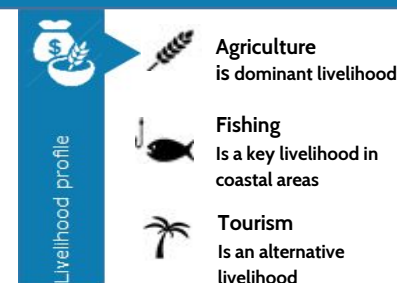 Livelihood profile
Agriculture
is dominant livelihood
Fishing
Is a key livelihood in
coastal areas
Tourism
Is an alternative
livelihood